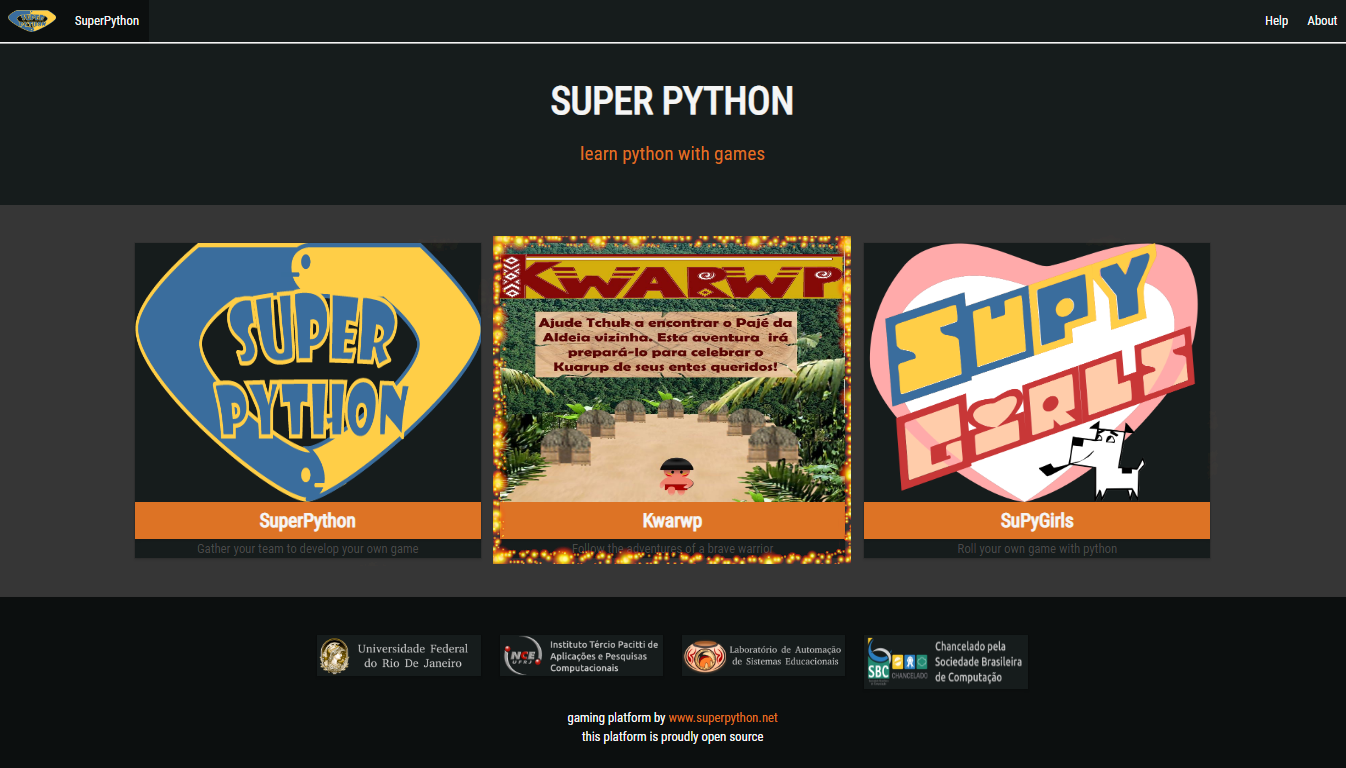 SUPER
PYTHON
SuperPython
Help
About
SUPER PYTHON
learn python with games
SUPER
PYTHON
SuperPython
Gather your team to develop your own game
KWARWP
Ajude Tchuk a encontrar o Pajé da
Aldeia vizinha. Esta aventura irá
prepará-lo para celebrar o
Kuarup de seus entes queridos!
Kwarwp
Follow the adventures of a brave warrior
SUPY
GIRLS
SuPyGirls
Roll your own game with python
Universidade Federal
do Rio De Janeiro
NCE
UFRJ
Instituto Tércio Pacitti de
Aplicações e Pesquisas
Computacionais
Laboratório de Automação
de Sistemas Educacionais
SBC
CHANCELADO
Chancelado pela
Sociedade Brasileira
de Computação
gaming platform by www.superpython.net
this platform is proudly open source